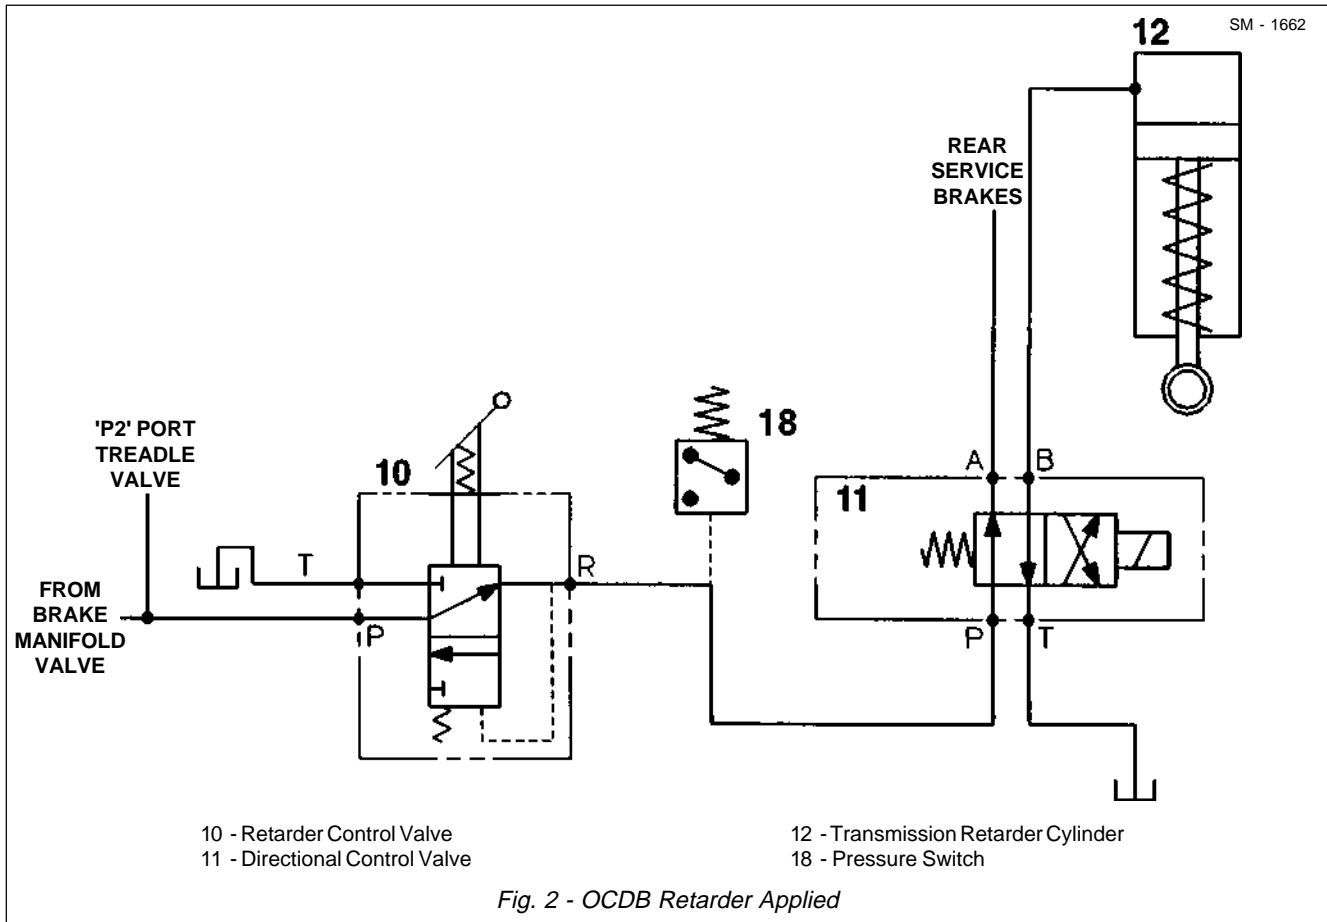 SM - 1662
12
REAR
SERVICE
BRAKES
'P2' PORT
TREADLE
VALVE
10
18
A
B
11
T
R
FROM
BRAKE
MANIFOLD
VALVE
P
P
T
10 - Retarder Control Valve
11 - Directional Control Valve
12 - Transmission Retarder Cylinder
18 - Pressure Switch
Fig. 2 - OCDB Retarder Applied